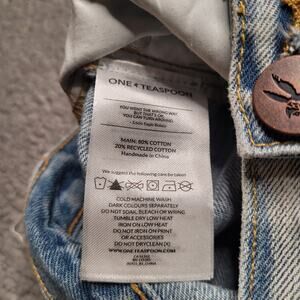 ONE TEASPOON
YOU WENT THE WRONG WAY
BUT THAT'S OK,
YOU CAN TURN AROUND.
MAIN: 80% COTTON
20% RECYCLED COTTON
Handmade in China
We suggest the following care be taken
COLD MACHINE WASH
DARK COLOURS SEPARATELY
DO NOT SOAK, BLEACH OR WRING
TUMBLE DRY LOW HEAT
IRON ON LOW HEAT
DO NOT IRON ON PRINT
OR ACCESSORIES
DO NOT DRYCLEAN (X)
WWW.ONETEASPOON.COM